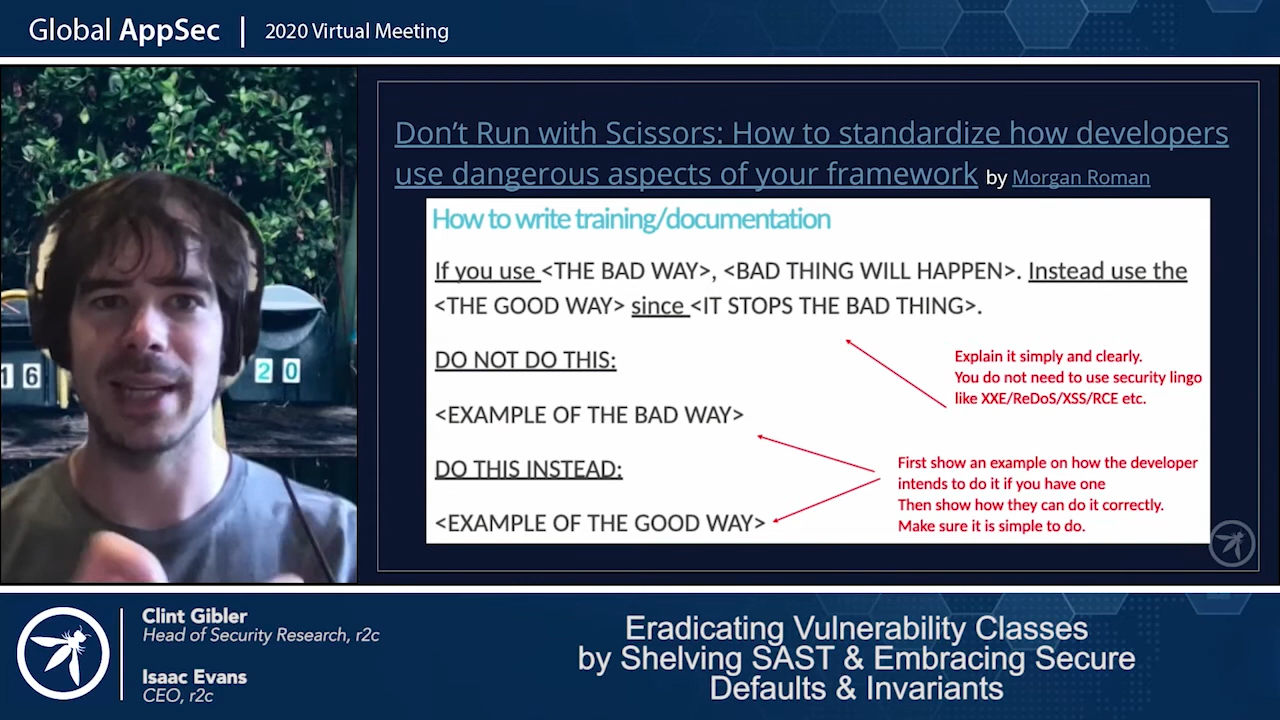 Global AppSec | 2020 Virtual Meeting
Don't Run with Scissors: How to standardize how developers
use dangerous aspects of your framework by Morgan Roman
How to write training/documentation
If you use <THE BAD WAY>, <BAD THING WILL HAPPEN>. Instead use the
<THE GOOD WAY> since <IT STOPS THE BAD THING>.
DO NOT DO THIS:
<EXAMPLE OF THE BAD WAY>
DO THIS INSTEAD:
<EXAMPLE OF THE GOOD WAY>
Explain it simply and clearly.
You do not need to use security lingo
like XXE/ReDoS/XSS/RCE etc.
First show an example on how the developer
intends to do it if you have one
Then show how they can do it correctly.
Make sure it is simple to do.
16
20
Clint Gibler
Head of Security Research, r2c
Isaac Evans
CEO, r2c
Eradicating Vulnerability Classes
by Shelving SAST & Embracing Secure
Defaults & Invariants